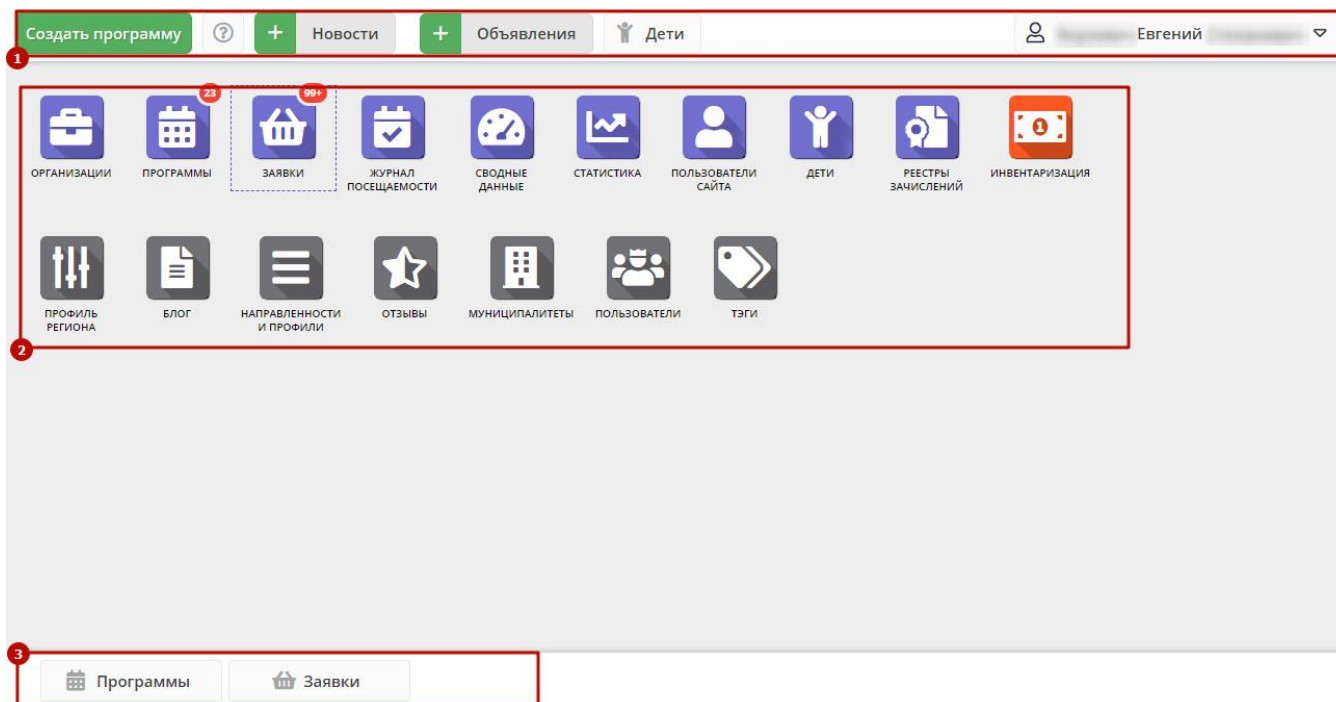 Создать программу ? + Новости + Объявления Дети Евгений
1
23 99+
1
ОРГАНИЗАЦИИ ПРОГРАММЫ ЗАЯВКИ ЖУРНАЛ ПОСЕЩАЕМОСТИ СВОДНЫЕ ДАННЫЕ СТАТИСТИКА ПОЛЬЗОВАТЕЛИ САЙТА ДЕТИ РЕЕСТРЫ ЗАЧИСЛЕНИЙ ИНВЕНТАРИЗАЦИЯ
ПРОФИЛЬ РЕГИОНА БЛОГ НАПРАВЛЕННОСТИ И ПРОФИЛИ ОТЗЫВЫ МУНИЦИПАЛИТЕТЫ ПОЛЬЗОВАТЕЛИ ТЭГИ
2
3
Программы Заявки